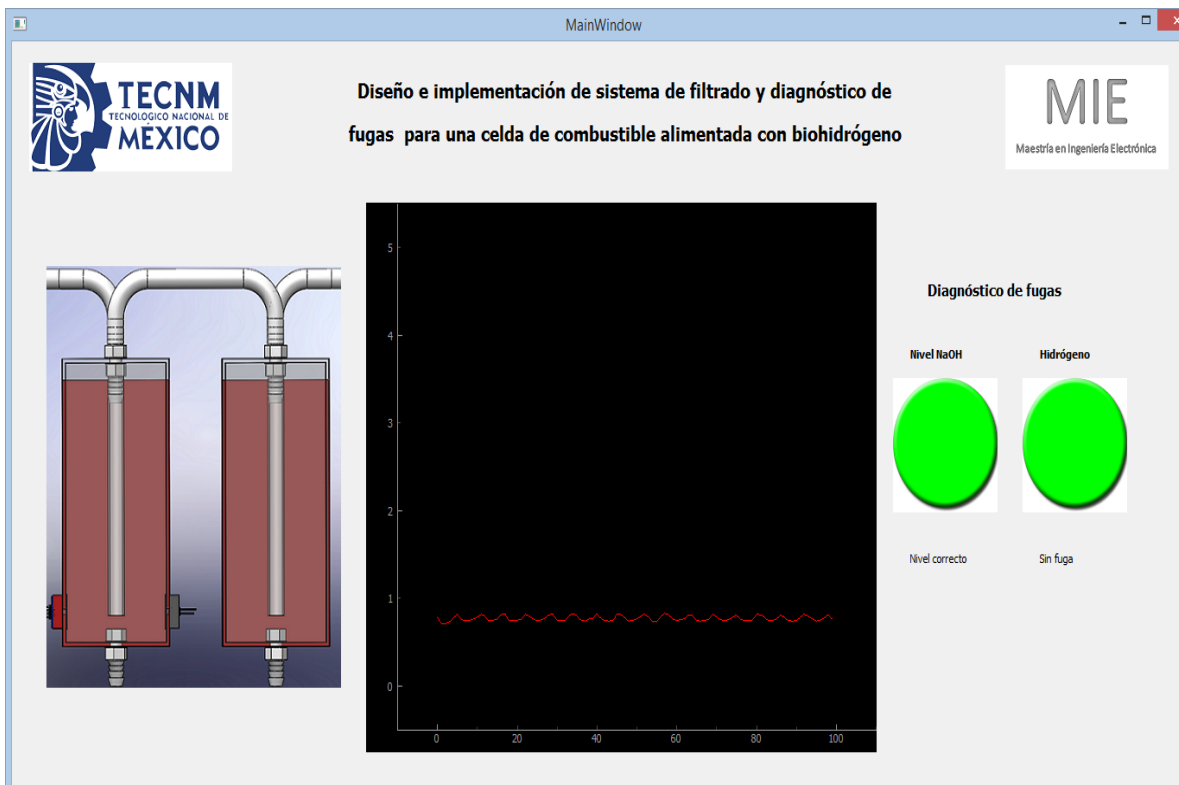 MainWindow
TECNM
TECNOLÓGICO NACIONAL DE
MÉXICO
Diseño e implementación de sistema de filtrado y diagnóstico de
fugas para una celda de combustible alimentada con biohidrógeno
MIE
Maestría en Ingeniería Electrónica
5
4
3
2
1
0
0 20 40 60 80 100
Diagnóstico de fugas
Nivel NaOH Hidrógeno
Nivel correcto Sin fuga